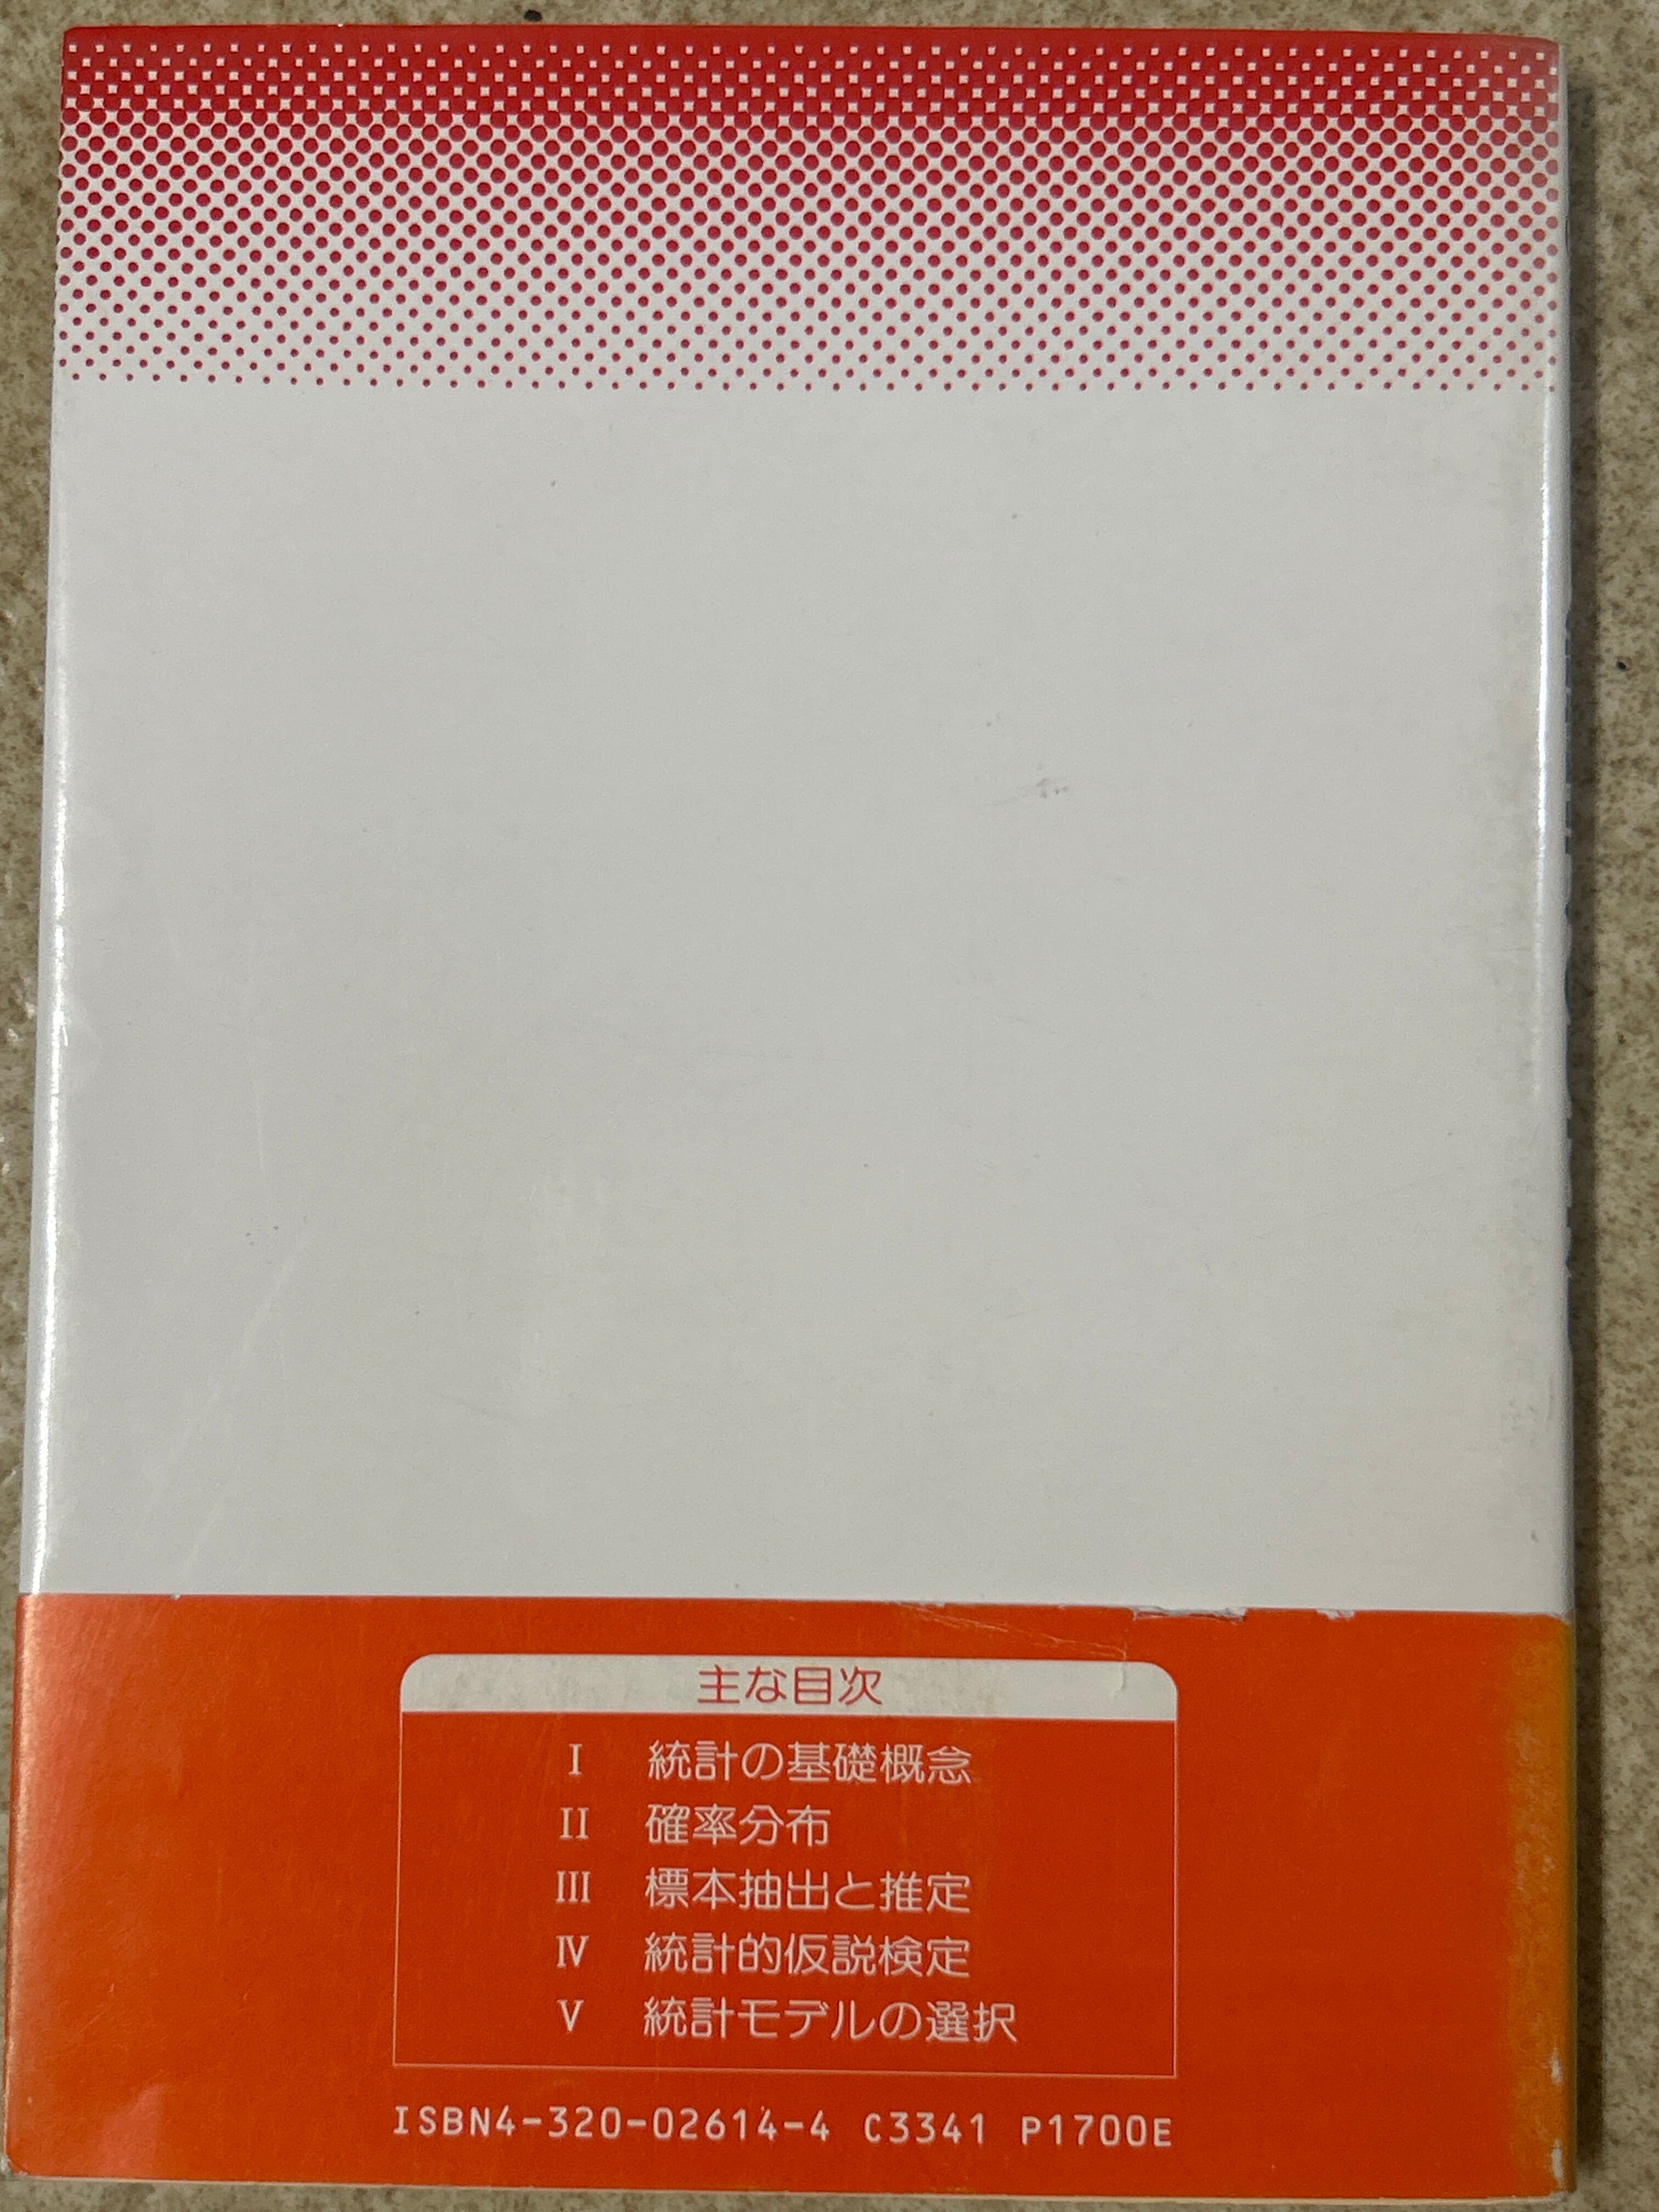 主な目次
I 統計の基礎概念
II 確率分布
III 標本抽出と推定
IV 統計的仮説検定
V 統計モデルの選択
ISBN4-320-02614-4 C3341 P1700E